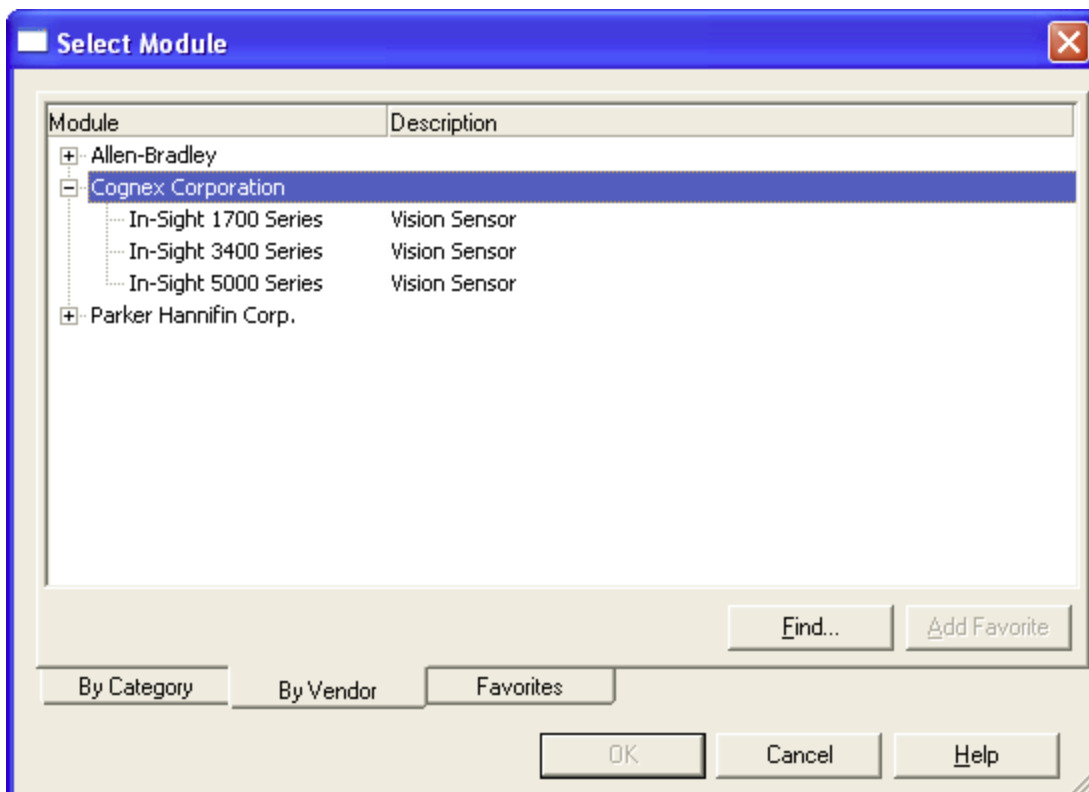 Select Module
Module Description
Allen-Bradley
Cognex Corporation
In-Sight 1700 Series Vision Sensor
In-Sight 3400 Series Vision Sensor
In-Sight 5000 Series Vision Sensor
Parker Hannifin Corp.
Find... Add Favorite
By Category By Vendor Favorites
OK Cancel Help